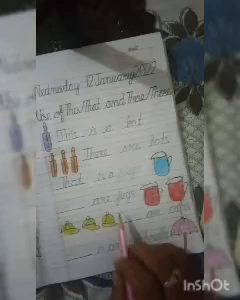 Wednesday 12 January 2022
Use of This/That and These/Those
This is a bat
These are bats
That is a jug
are jugs
are caps
InShot